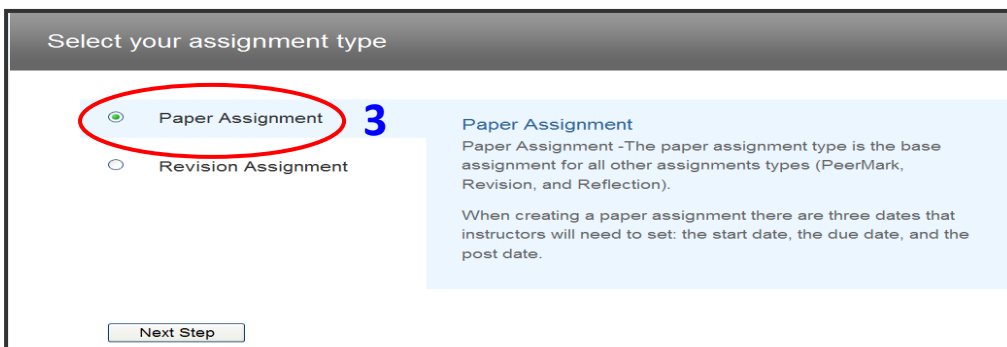 Select your assignment type
Paper Assignment 3
Revision Assignment
Paper Assignment
Paper Assignment -The paper assignment type is the base
assignment for all other assignments types (PeerMark,
Revision, and Reflection).
When creating a paper assignment there are three dates that
instructors will need to set: the start date, the due date, and the
post date.
Next Step